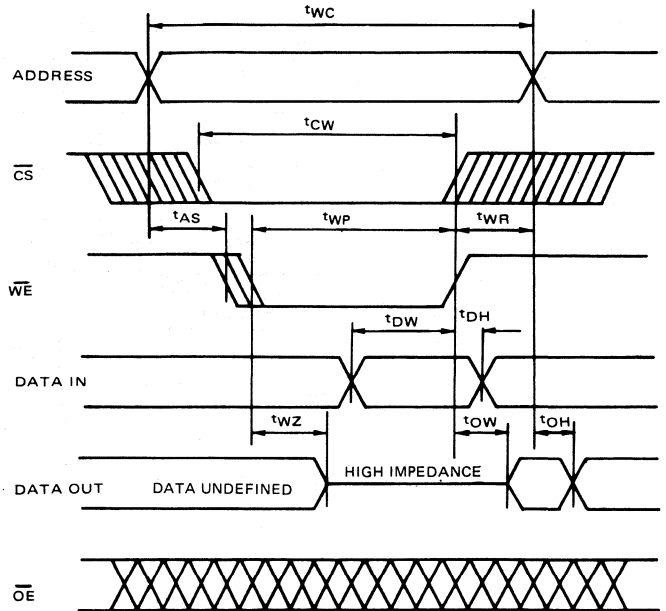 tWC
ADDRESS
tCW
CS
tAS
tWP
tWR
WE
tDW
tDH
DATA IN
tWZ
tOW
tOH
DATA OUT
DATA UNDEFINED
HIGH IMPEDANCE
OE